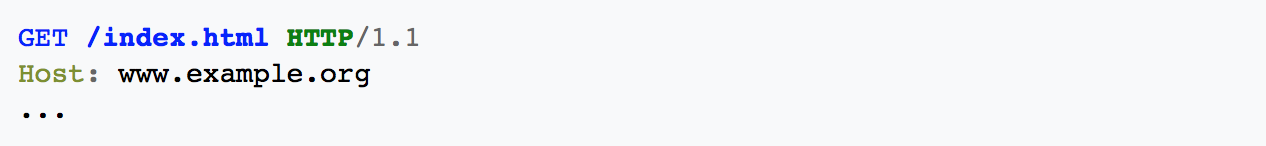 GET /index.html HTTP/1.1
Host: www.example.org
...